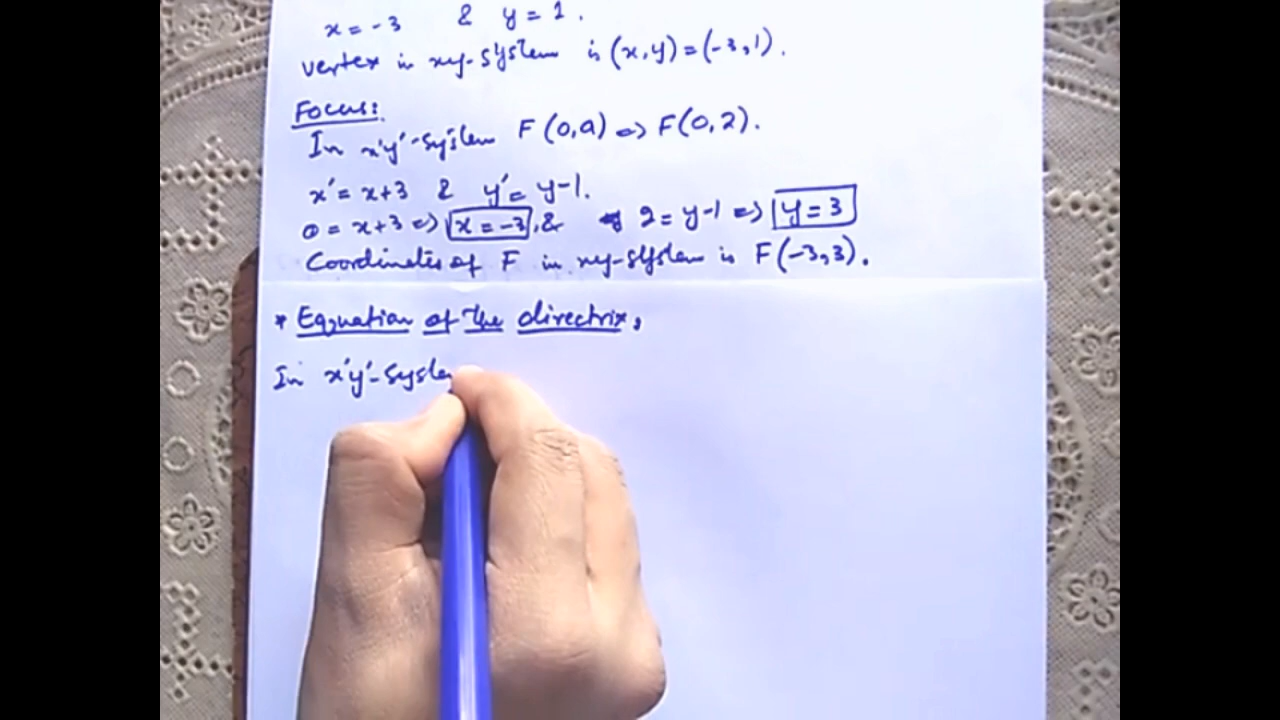 x = -3 & y = 1.
vertex in xy-system is (x,y) = (-3,1).
Focus:
In x'y'-system F(0,a) => F(0,2).
x' = x+3 & y' = y-1.
0 = x+3 => x = -3, & 2 = y-1 => y = 3
Coordinates of F in xy-system is F(-3,3).
* Equation of the directrix,
In x'y'-system